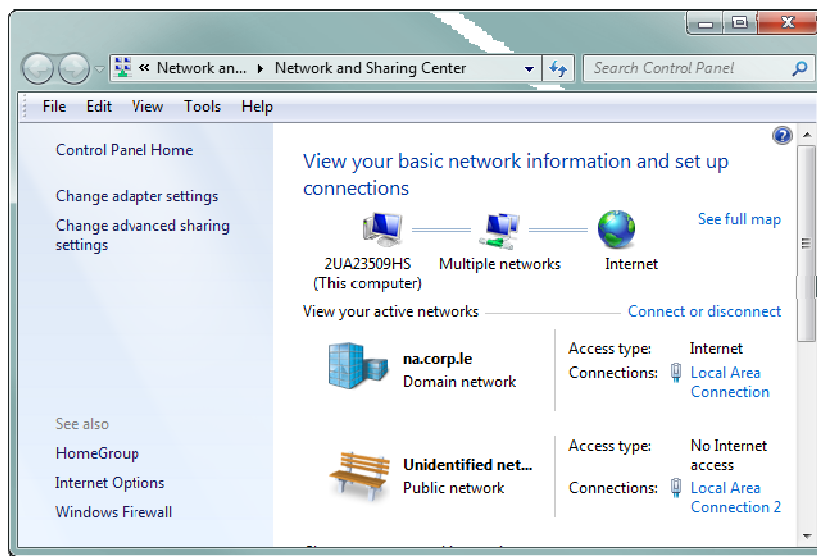 « Network an... ▸ Network and Sharing Center
Search Control Panel
File Edit View Tools Help
Control Panel Home
Change adapter settings
Change advanced sharing
settings
See also
HomeGroup
Internet Options
Windows Firewall
View your basic network information and set up
connections
See full map
2UA23509HS
(This computer)
Multiple networks
Internet
View your active networks
Connect or disconnect
na.corp.le
Domain network
Access type: Internet
Connections: Local Area
Connection
Unidentified net...
Public network
Access type: No Internet
access
Connections: Local Area
Connection 2